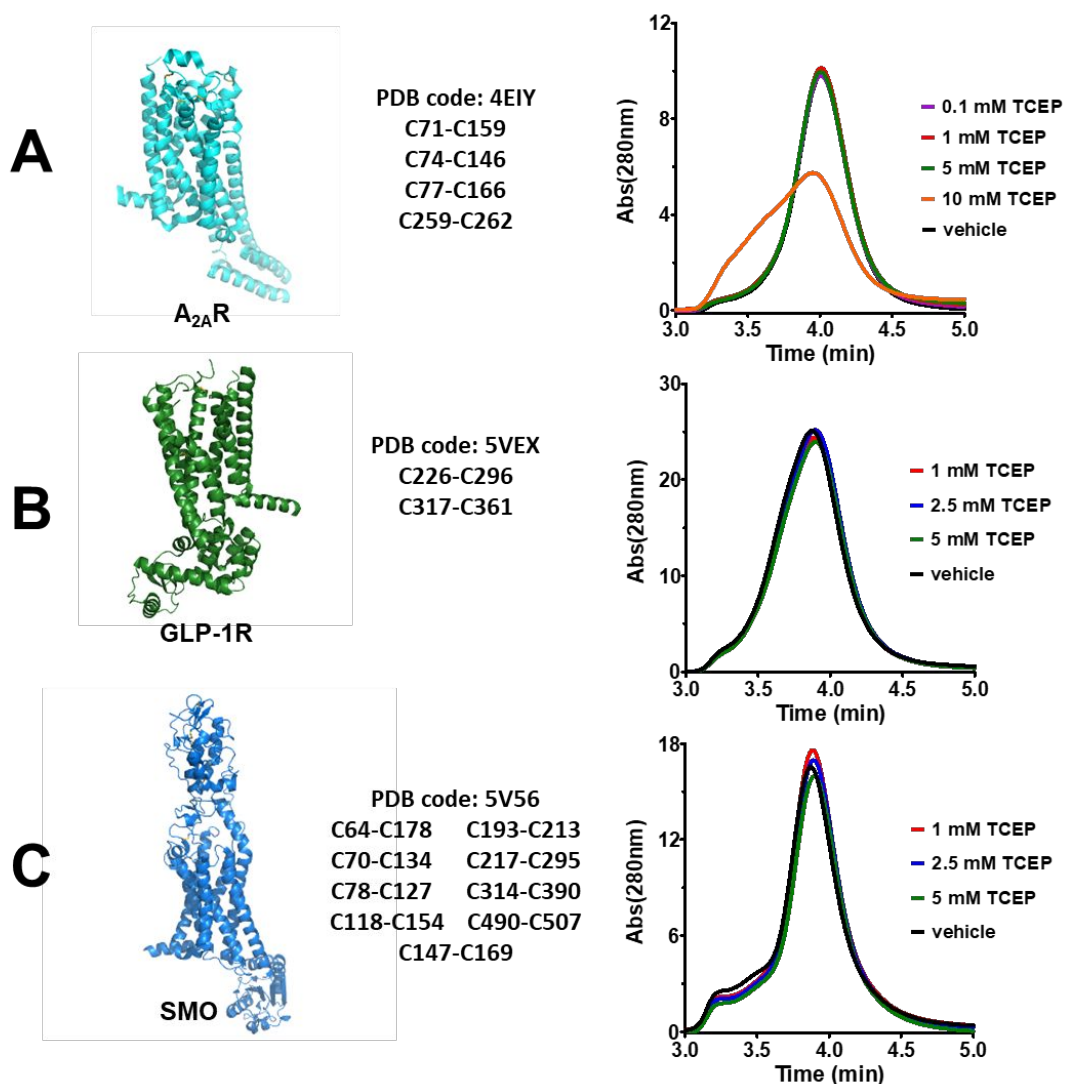 A
A2AR
PDB code: 4EIY
C71-C159
C74-C146
C77-C166
C259-C262
Abs(280nm)
12
8
4
0
3.0 3.5 4.0 4.5 5.0
Time (min)
0.1 mM TCEP
1 mM TCEP
5 mM TCEP
10 mM TCEP
vehicle
B
GLP-1R
PDB code: 5VEX
C226-C296
C317-C361
Abs(280nm)
30
20
10
0
3.0 3.5 4.0 4.5 5.0
Time (min)
1 mM TCEP
2.5 mM TCEP
5 mM TCEP
vehicle
C
SMO
PDB code: 5V56
C64-C178 C193-C213
C70-C134 C217-C295
C78-C127 C314-C390
C118-C154 C490-C507
C147-C169
Abs(280nm)
18
12
6
0
3.0 3.5 4.0 4.5 5.0
Time (min)
1 mM TCEP
2.5 mM TCEP
5 mM TCEP
vehicle